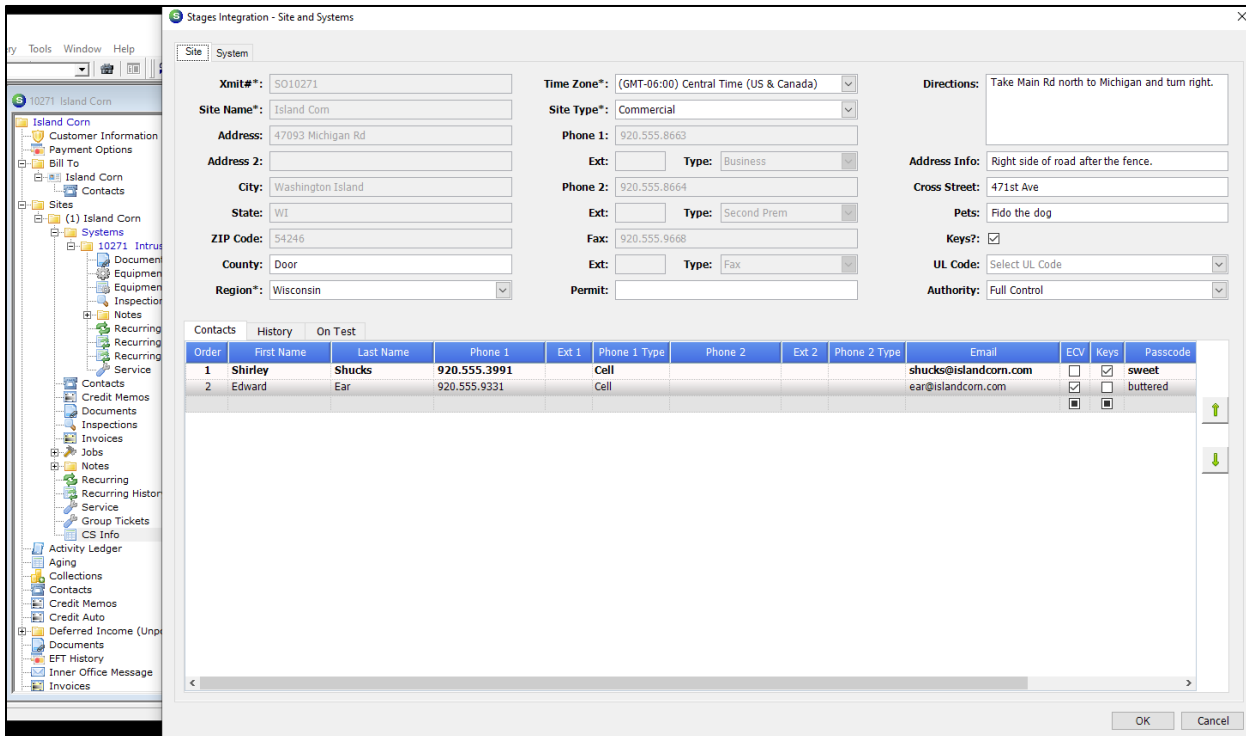 Stages Integration - Site and Systems
Tools Window Help
10271 Island Corn
Island Corn
Customer Information
Payment Options
Bill To
Island Corn
Contacts
Sites
(1) Island Corn
Systems
10271 Intrus
Document
Equipmen
Equipmen
Inspection
Notes
Recurring
Recurring
Recurring
Service
Contacts
Credit Memos
Documents
Inspections
Invoices
Jobs
Notes
Recurring
Recurring Histor
Service
Group Tickets
CS Info
Activity Ledger
Aging
Collections
Contacts
Credit Memos
Credit Auto
Deferred Income (Unp
Documents
EFT History
Inner Office Message
Invoices
Site System
Xmit#*: SO10271
Site Name*: Island Corn
Address: 47093 Michigan Rd
Address 2:
City: Washington Island
State: WI
ZIP Code: 54246
County: Door
Region*: Wisconsin
Time Zone*: (GMT-06:00) Central Time (US & Canada)
Site Type*: Commercial
Phone 1: 920.555.8663
Ext: Type: Business
Phone 2: 920.555.8664
Ext: Type: Second Prem
Fax: 920.555.9668
Ext: Type: Fax
Permit:
Directions: Take Main Rd north to Michigan and turn right.
Address Info: Right side of road after the fence.
Cross Street: 471st Ave
Pets: Fido the dog
Keys?:
UL Code: Select UL Code
Authority: Full Control
Contacts History On Test
Order First Name Last Name Phone 1 Ext 1 Phone 1 Type Phone 2 Ext 2 Phone 2 Type Email ECV Keys Passcode
1 Shirley Shucks 920.555.3991 Cell shucks@islandcorn.com sweet
2 Edward Ear 920.555.9331 Cell ear@islandcorn.com buttered
OK Cancel